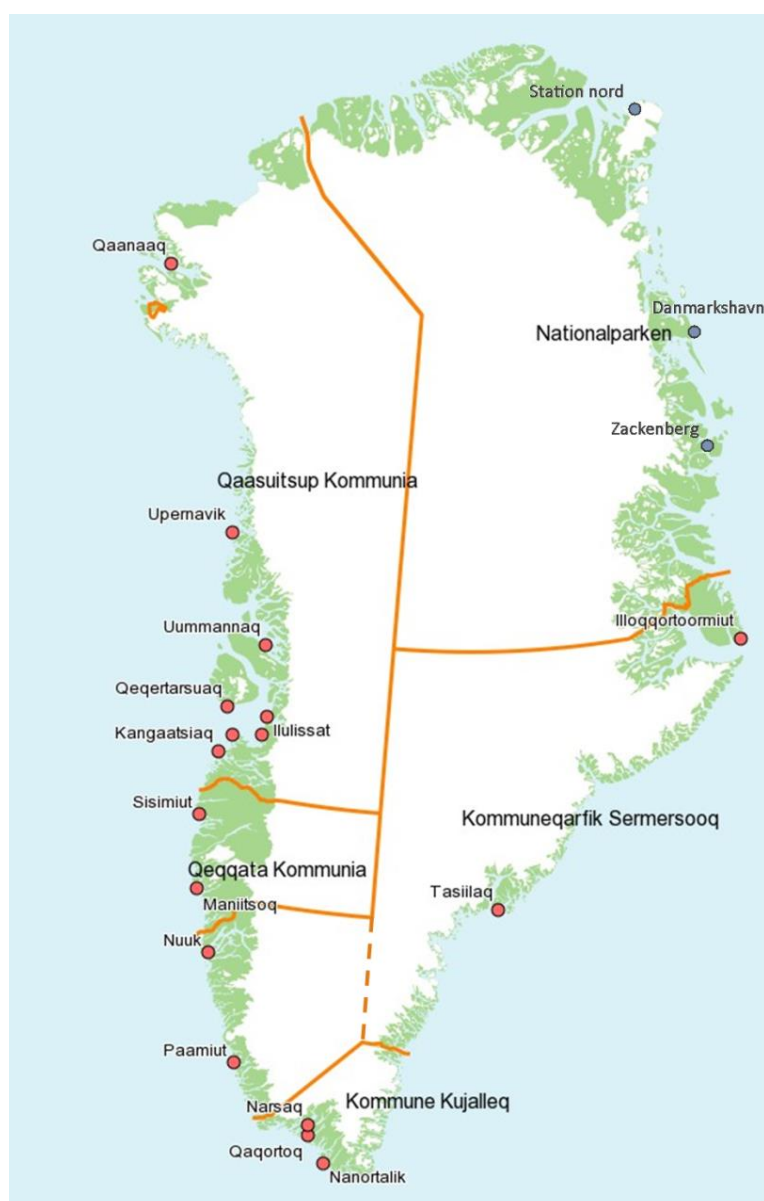 Station nord
Qaanaaq
Danmarkshavn
Nationalparken
Zackenberg
Qaasuitsup Kommunia
Upernavik
Illoqqortoormiut
Uummannaq
Qeqertarsuaq
Kangaatsiaq
Ilulissat
Sisimiut
Kommuneqarfik Sermersooq
Qeqqata Kommunia
Tasiilaq
Maniitsoq
Nuuk
Paamiut
Narsaq
Kommune Kujalleq
Qaqortoq
Nanortalik